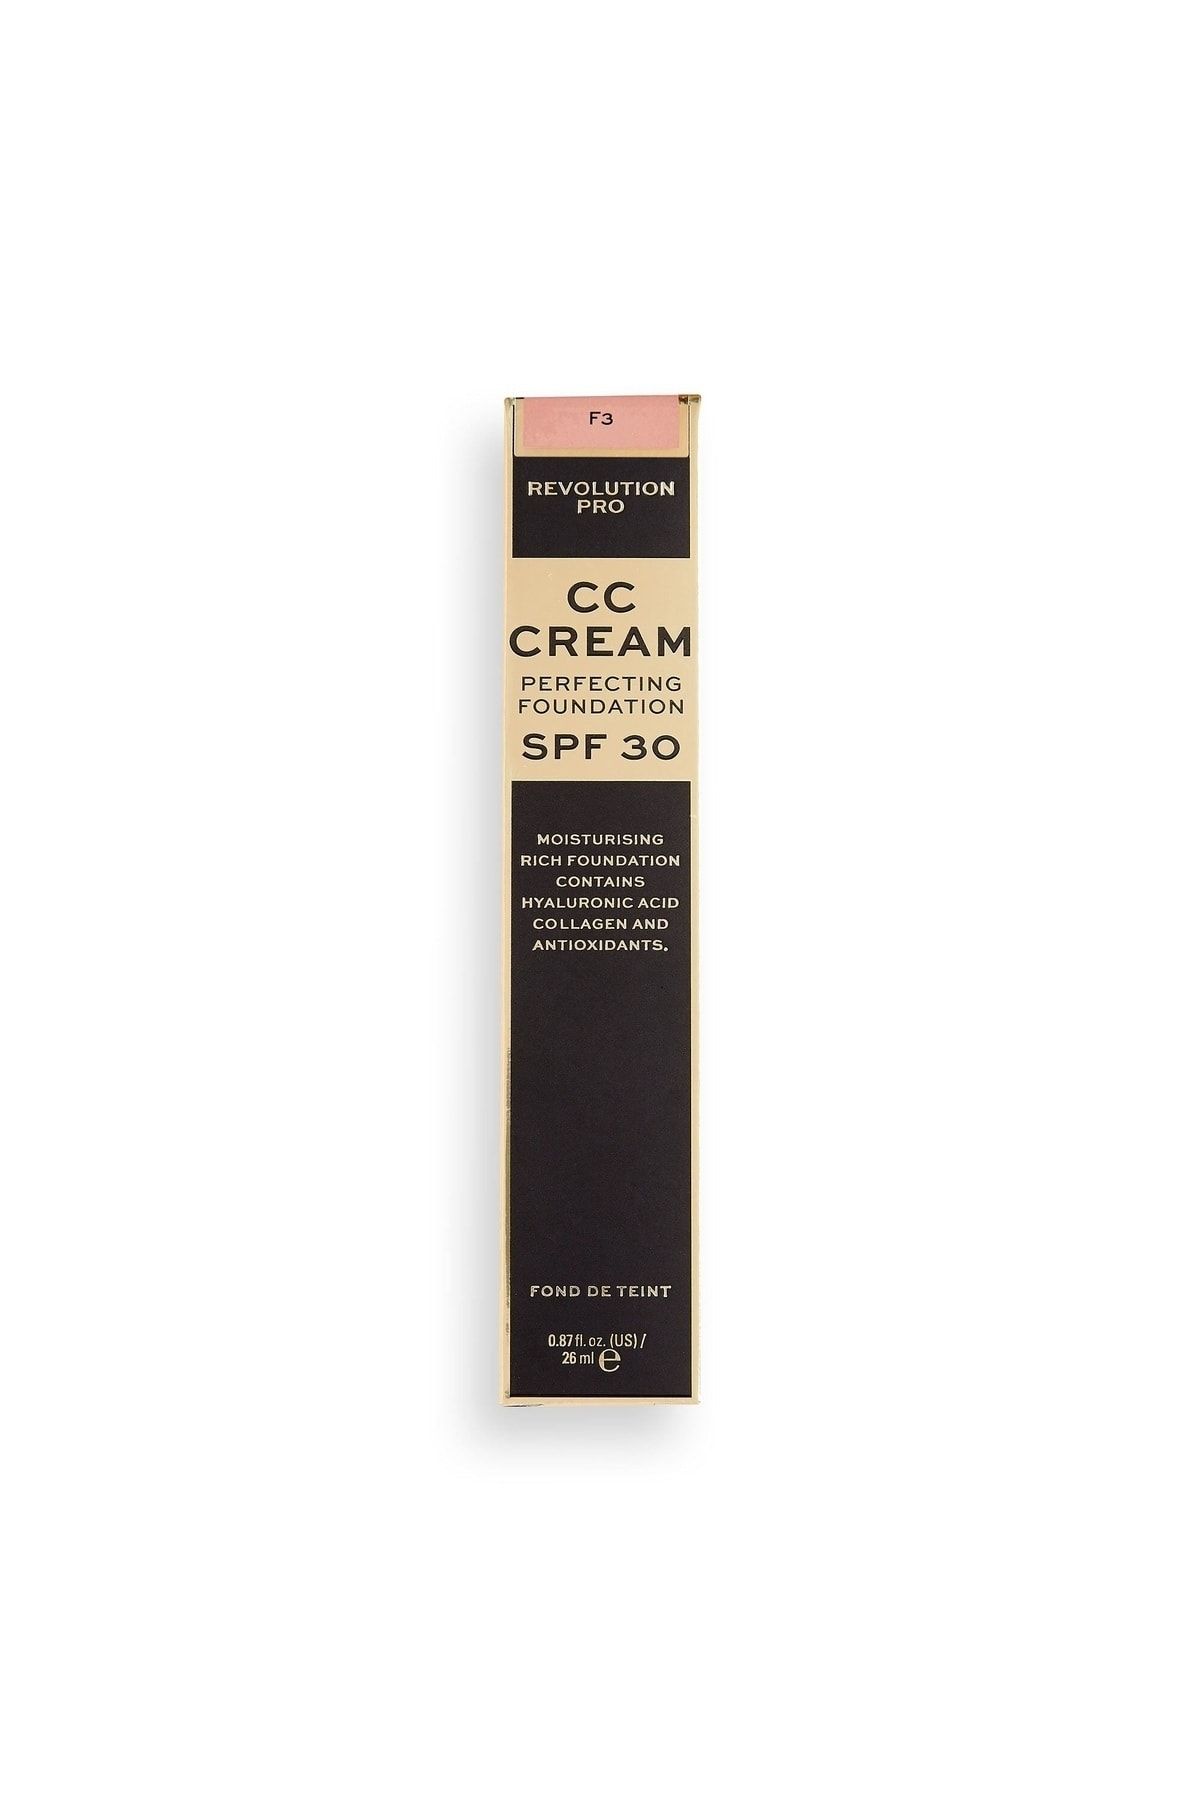 F3
REVOLUTION
PRO
CC
CREAM
PERFECTING
FOUNDATION
SPF 30
MOISTURISING
RICH FOUNDATION
CONTAINS
HYALURONIC ACID
COLLAGEN AND
ANTIOXIDANTS.
FOND DE TEINT
0.87 fl. oz. (US) /
26 ml ℮